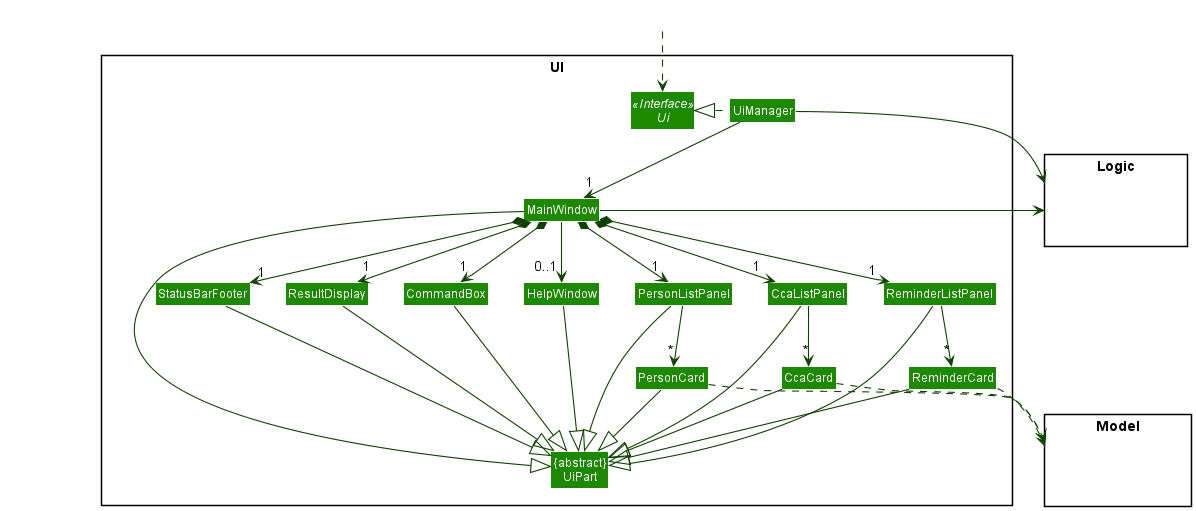 UI
«Interface»
Ui
UiManager
Logic
1
MainWindow
1
1
1
0..1
1
1
1
StatusBarFooter
ResultDisplay
CommandBox
HelpWindow
PersonListPanel
CcaListPanel
ReminderListPanel
*
*
*
PersonCard
CcaCard
ReminderCard
Model
{abstract}
UiPart